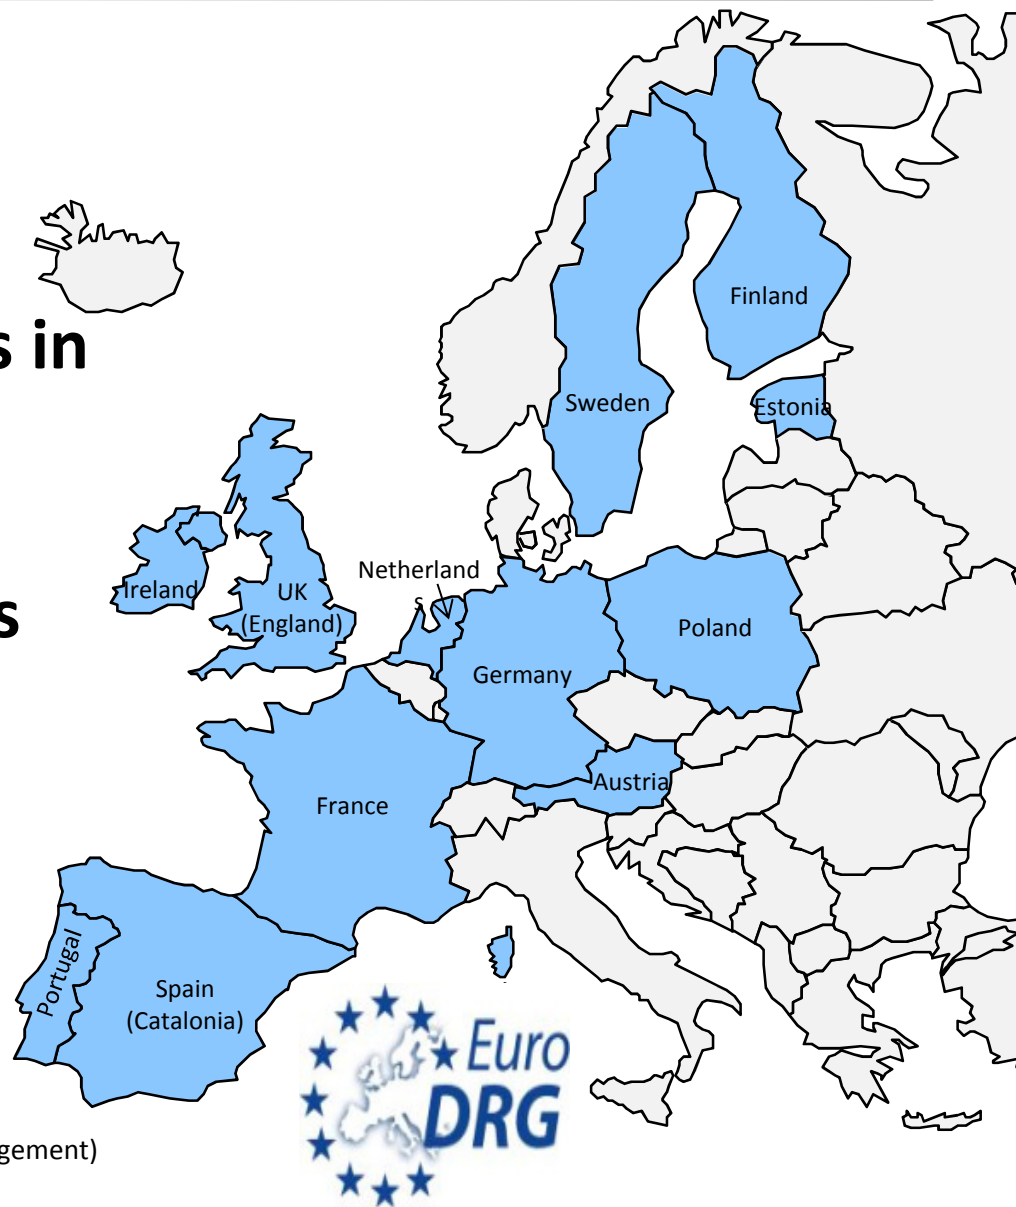 s in
Finland
Sweden
Estonia
Netherland
s
Ireland
UK
(England)
s
Poland
Germany
Austria
France
Portugal
Spain
(Catalonia)
Euro
DRG
gement)